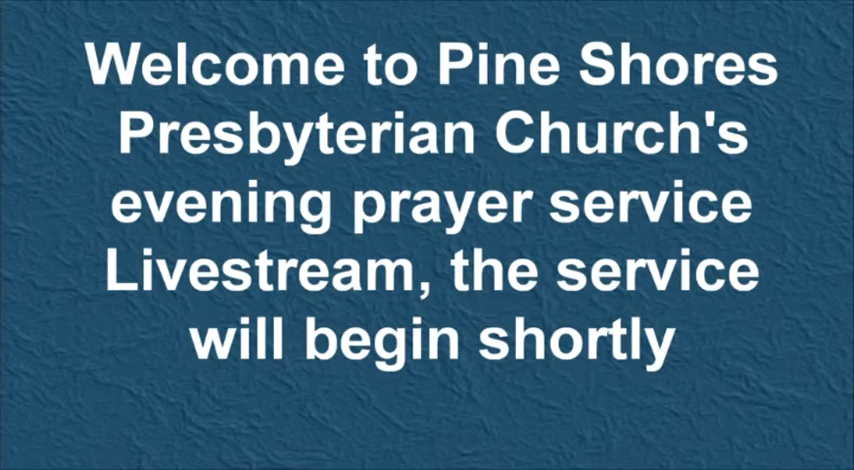 Welcome to Pine Shores
Presbyterian Church's
evening prayer service
Livestream, the service
will begin shortly